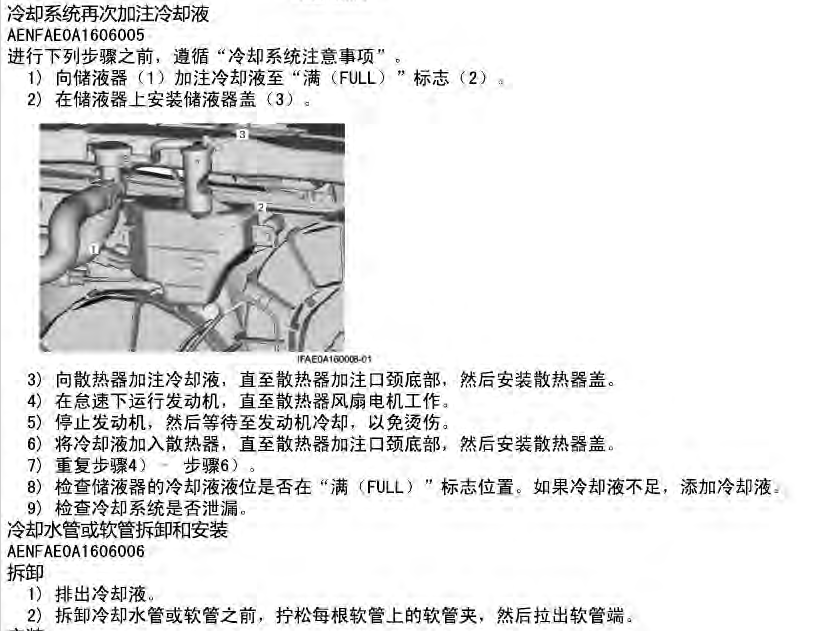 冷却系统再次加注冷却液
AENFAE0A1606005
进行下列步骤之前，遵循“冷却系统注意事项”。
1) 向储液器（1）加注冷却液至“满（FULL）”标志（2）。
2) 在储液器上安装储液器盖（3）。
3
2
1
IFAE0A160008-01
3) 向散热器加注冷却液，直至散热器加注口颈底部，然后安装散热器盖。
4) 在怠速下运行发动机，直至散热器风扇电机工作。
5) 停止发动机，然后等待至发动机冷却，以免烫伤。
6) 将冷却液加入散热器，直至散热器加注口颈底部，然后安装散热器盖。
7) 重复步骤4） – 步骤6）。
8) 检查储液器的冷却液液位是否在“满（FULL）”标志位置。如果冷却液不足，添加冷却液。
9) 检查冷却系统是否泄漏。
冷却水管或软管拆卸和安装
AENFAE0A1606006
拆卸
1) 排出冷却液。
2) 拆卸冷却水管或软管之前，拧松每根软管上的软管夹，然后拉出软管端。